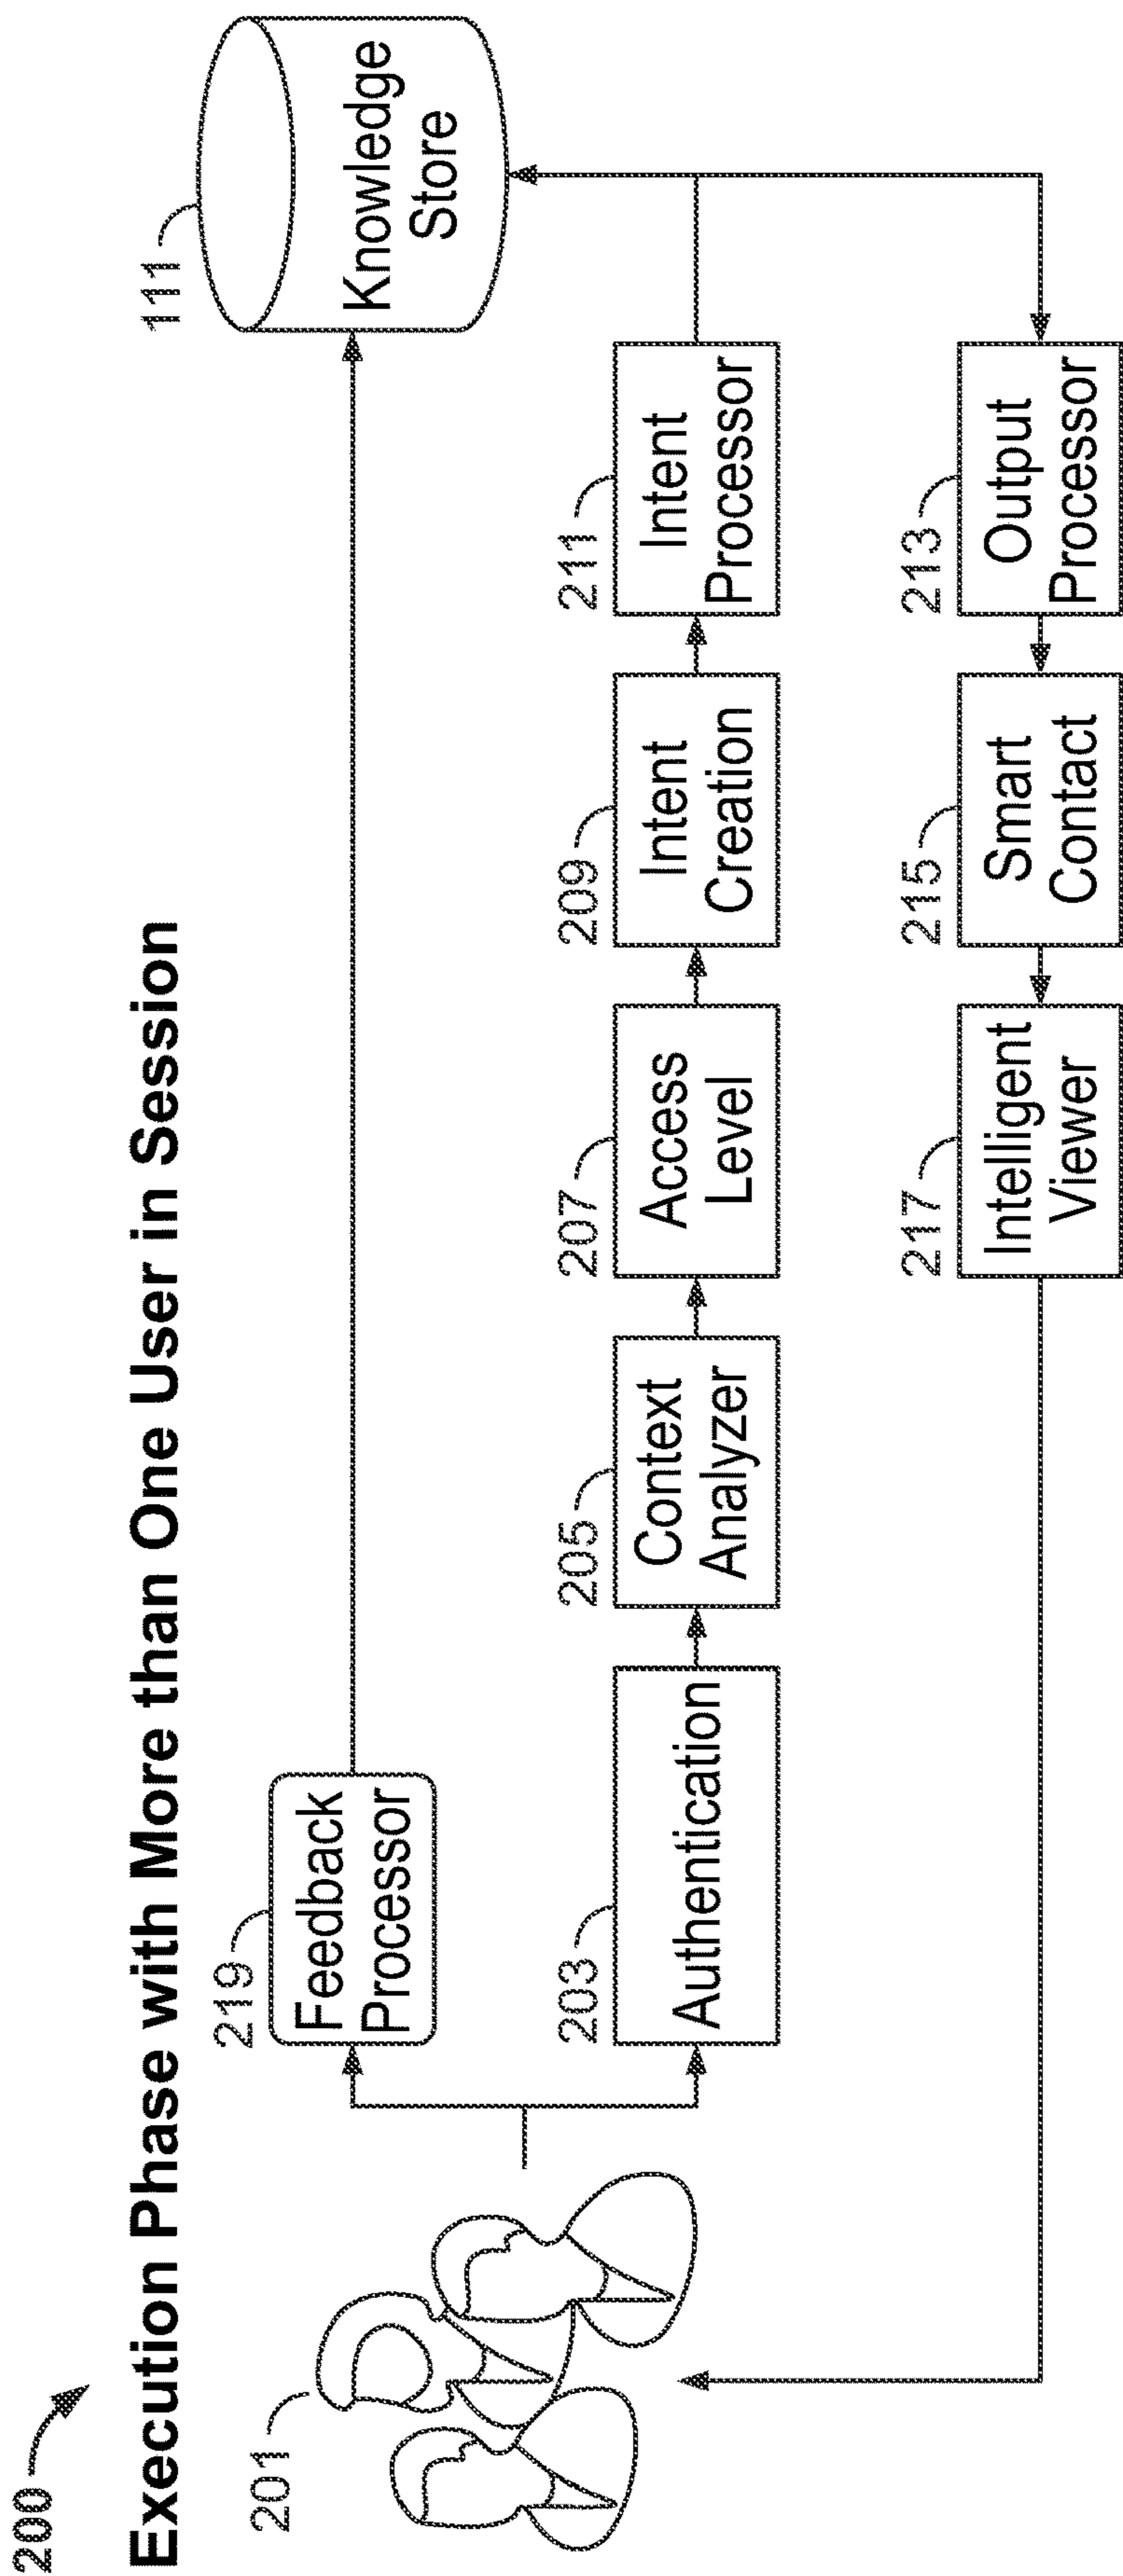 200
Execution Phase with More than One User in Session
111
Knowledge
Store
219
Feedback
Processor
201
203
Authentication
205
Context
Analyzer
207
Access
Level
209
Intent
Creation
211
Intent
Processor
217
Intelligent
Viewer
215
Smart
Contact
213
Output
Processor